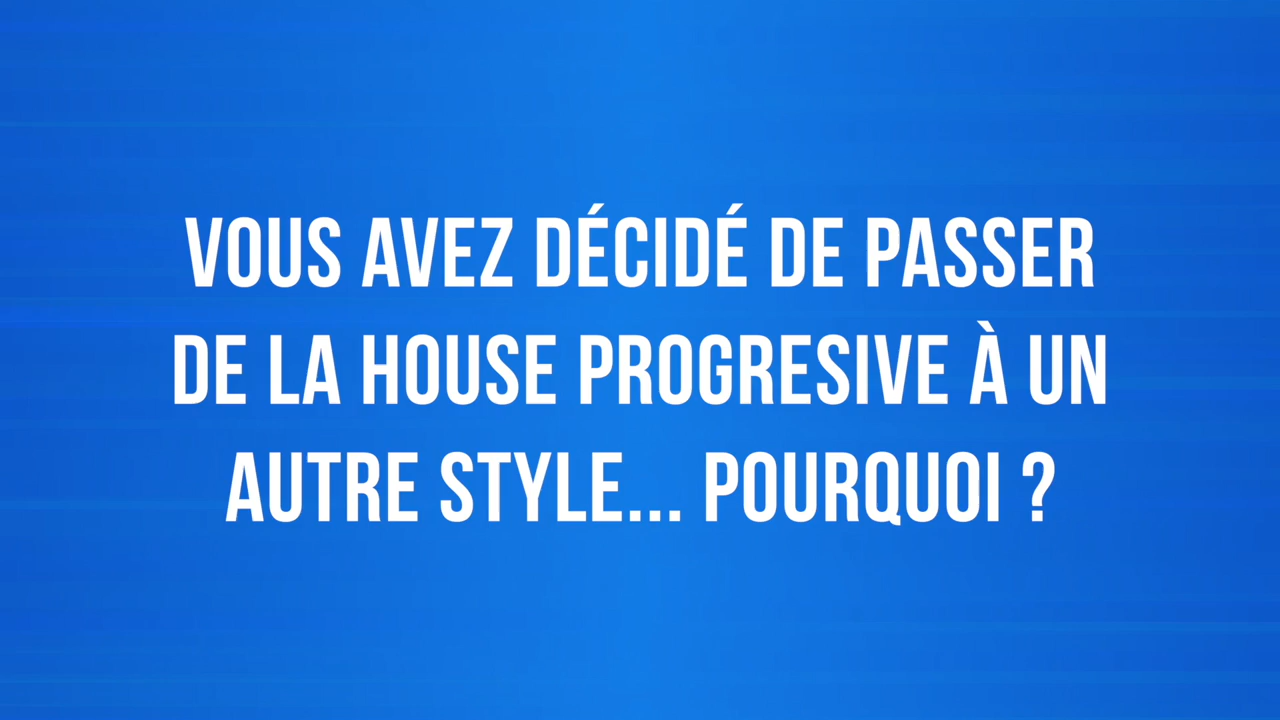 VOUS AVEZ DÉCIDÉ DE PASSER
DE LA HOUSE PROGRESIVE À UN
AUTRE STYLE... POURQUOI ?